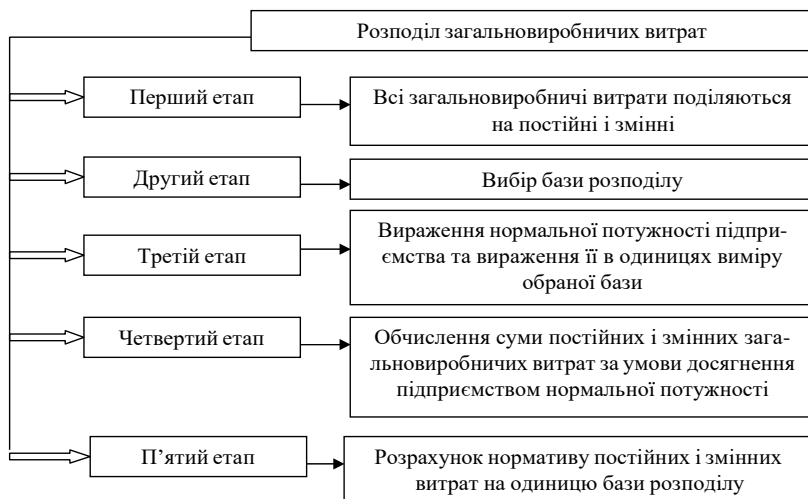 Розподіл загальновиробничих витрат
Перший етап
Всі загальновиробничі витрати поділяються
на постійні і змінні
Другий етап
Вибір бази розподілу
Третій етап
Вираження нормальної потужності підпри-
ємства та вираження її в одиницях виміру
обраної бази
Четвертий етап
Обчислення суми постійних і змінних зага-
льновиробничих витрат за умови досягнення
підприємством нормальної потужності
П’ятий етап
Розрахунок нормативу постійних і змінних
витрат на одиницю бази розподілу